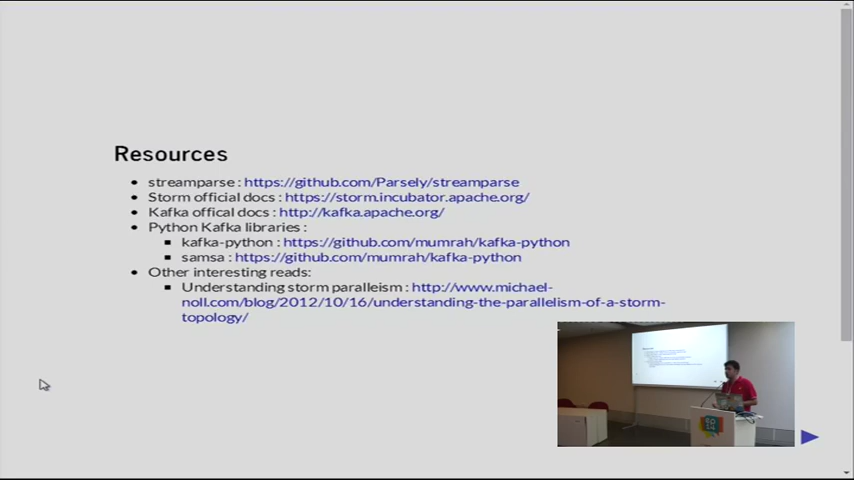 Resources
streamparse : https://github.com/Parsely/streamparse
Storm official docs : https://storm.incubator.apache.org/
Kafka offical docs : http://kafka.apache.org/
Python Kafka libraries :
kafka-python : https://github.com/mumrah/kafka-python
samsa : https://github.com/mumrah/kafka-python
Other interesting reads:
Understanding storm paralleism : http://www.michael-
noll.com/blog/2012/10/16/understanding-the-parallelism-of-a-storm-
topology/